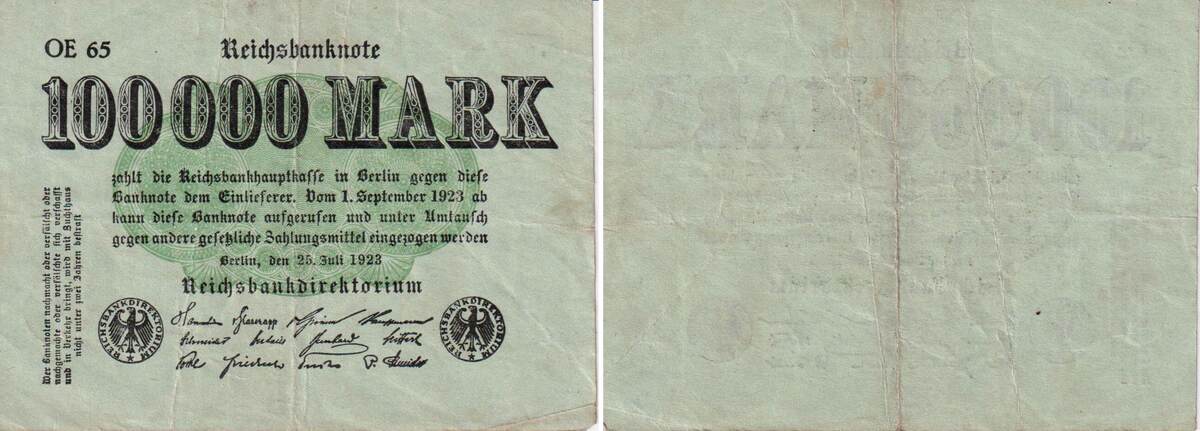 OE 65
Reichsbanknote
100000 MARK
zahlt die Reichsbankhauptkasse in Berlin gegen diese
Banknote dem Einlieferer. Vom 1. September 1923 ab
kann diese Banknote aufgerufen und unter Umtausch
gegen andere gesetzliche Zahlungsmittel eingezogen werden
Berlin, den 25. Juli 1923
Reichsbankdirektorium
REICHSBANKDIREKTORIUM
REICHSBANKDIREKTORIUM
Wer Banknoten nachmacht oder verfälscht oder
nachgemachte oder verfälschte sich verschafft
und in Verkehr bringt, wird mit Zuchthaus
nicht unter zwei Jahren bestraft